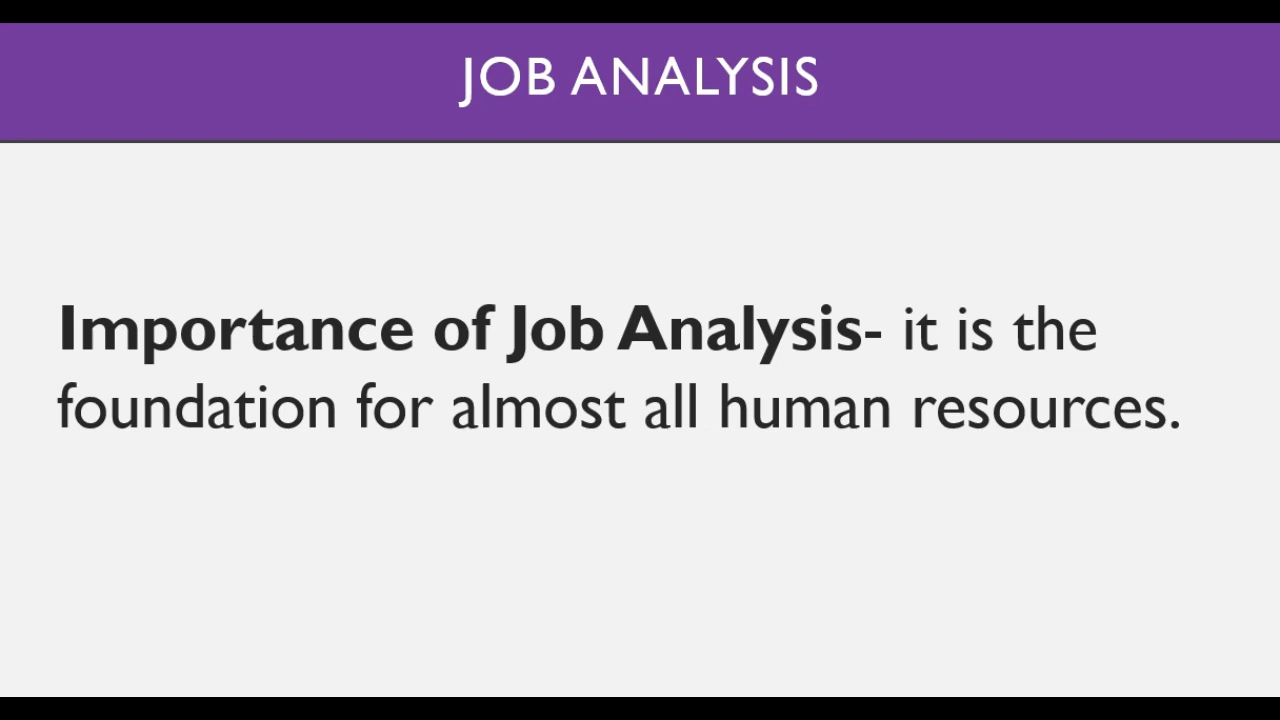 JOB ANALYSIS
Importance of Job Analysis- it is the
foundation for almost all human resources.